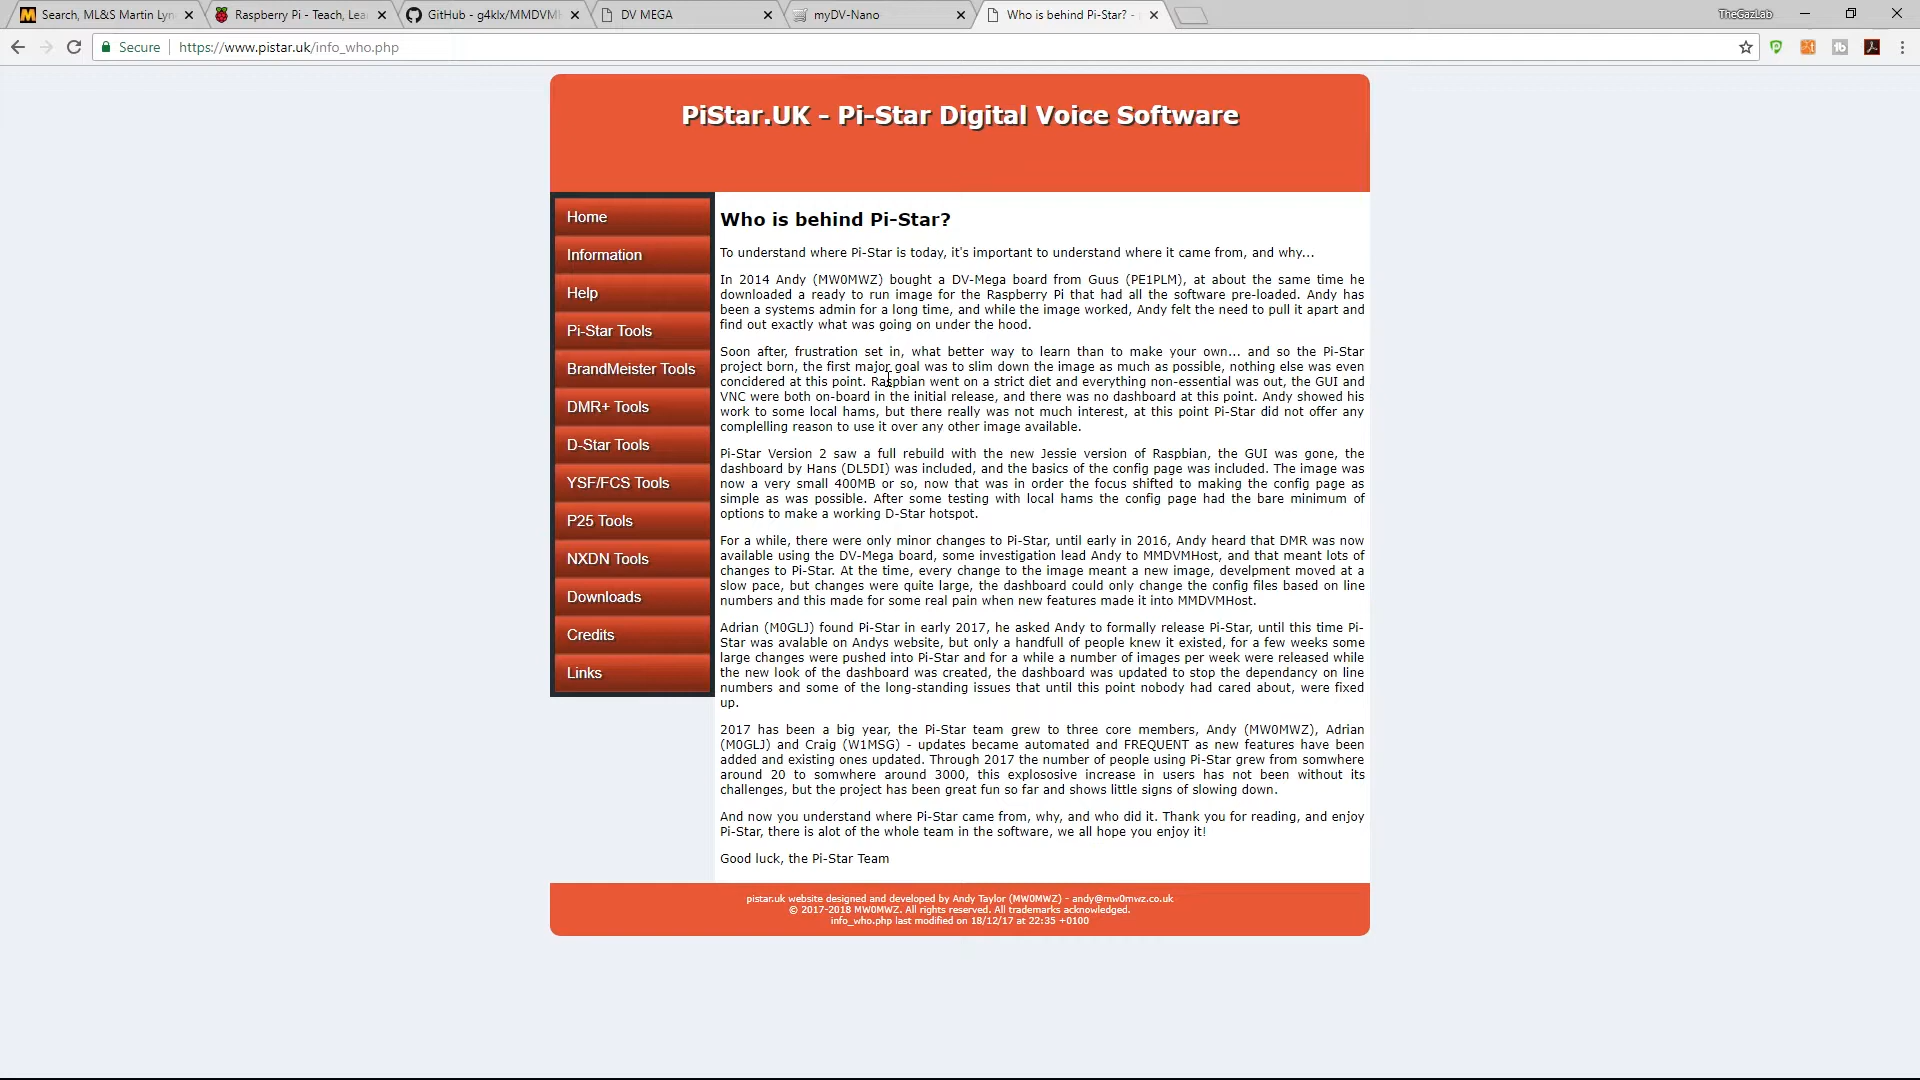 Search, ML&S Martin Lyn
Raspberry Pi - Teach, Lea
GitHub - g4klx/MMDVMH
DV MEGA
myDV-Nano
Who is behind Pi-Star? -
TheGazLab
Secure
https://www.pistar.uk/info_who.php
PiStar.UK - Pi-Star Digital Voice Software
Home
Information
Help
Pi-Star Tools
BrandMeister Tools
DMR+ Tools
D-Star Tools
YSF/FCS Tools
P25 Tools
NXDN Tools
Downloads
Credits
Links
Who is behind Pi-Star?
To understand where Pi-Star is today, it's important to understand where it came from, and why...
In 2014 Andy (MW0MWZ) bought a DV-Mega board from Guus (PE1PLM), at about the same time he
downloaded a ready to run image for the Raspberry Pi that had all the software pre-loaded. Andy has
been a systems admin for a long time, and while the image worked, Andy felt the need to pull it apart and
find out exactly what was going on under the hood.
Soon after, frustration set in, what better way to learn than to make your own... and so the Pi-Star
project born, the first major goal was to slim down the image as much as possible, nothing else was even
concidered at this point. Raspbian went on a strict diet and everything non-essential was out, the GUI and
VNC were both on-board in the initial release, and there was no dashboard at this point. Andy showed his
work to some local hams, but there really was not much interest, at this point Pi-Star did not offer any
complelling reason to use it over any other image available.
Pi-Star Version 2 saw a full rebuild with the new Jessie version of Raspbian, the GUI was gone, the
dashboard by Hans (DL5DI) was included, and the basics of the config page was included. The image was
now a very small 400MB or so, now that was in order the focus shifted to making the config page as
simple as was possible. After some testing with local hams the config page had the bare minimum of
options to make a working D-Star hotspot.
For a while, there were only minor changes to Pi-Star, until early in 2016, Andy heard that DMR was now
available using the DV-Mega board, some investigation lead Andy to MMDVMHost, and that meant lots of
changes to Pi-Star. At the time, every change to the image meant a new image, develpment moved at a
slow pace, but changes were quite large, the dashboard could only change the config files based on line
numbers and this made for some real pain when new features made it into MMDVMHost.
Adrian (M0GLJ) found Pi-Star in early 2017, he asked Andy to formally release Pi-Star, until this time Pi-
Star was avalable on Andys website, but only a handfull of people knew it existed, for a few weeks some
large changes were pushed into Pi-Star and for a while a number of images per week were released while
the new look of the dashboard was created, the dashboard was updated to stop the dependancy on line
numbers and some of the long-standing issues that until this point nobody had cared about, were fixed
up.
2017 has been a big year, the Pi-Star team grew to three core members, Andy (MW0MWZ), Adrian
(M0GLJ) and Craig (W1MSG) - updates became automated and FREQUENT as new features have been
added and existing ones updated. Through 2017 the number of people using Pi-Star grew from somwhere
around 20 to somwhere around 3000, this explososive increase in users has not been without its
challenges, but the project has been great fun so far and shows little signs of slowing down.
And now you understand where Pi-Star came from, why, and who did it. Thank you for reading, and enjoy
Pi-Star, there is alot of the whole team in the software, we all hope you enjoy it!
Good luck, the Pi-Star Team
pistar.uk website designed and developed by Andy Taylor (MW0MWZ) - andy@mw0mwz.co.uk
© 2017-2018 MW0MWZ. All rights reserved. All trademarks acknowledged.
info_who.php last modified on 18/12/17 at 22:35 +0100